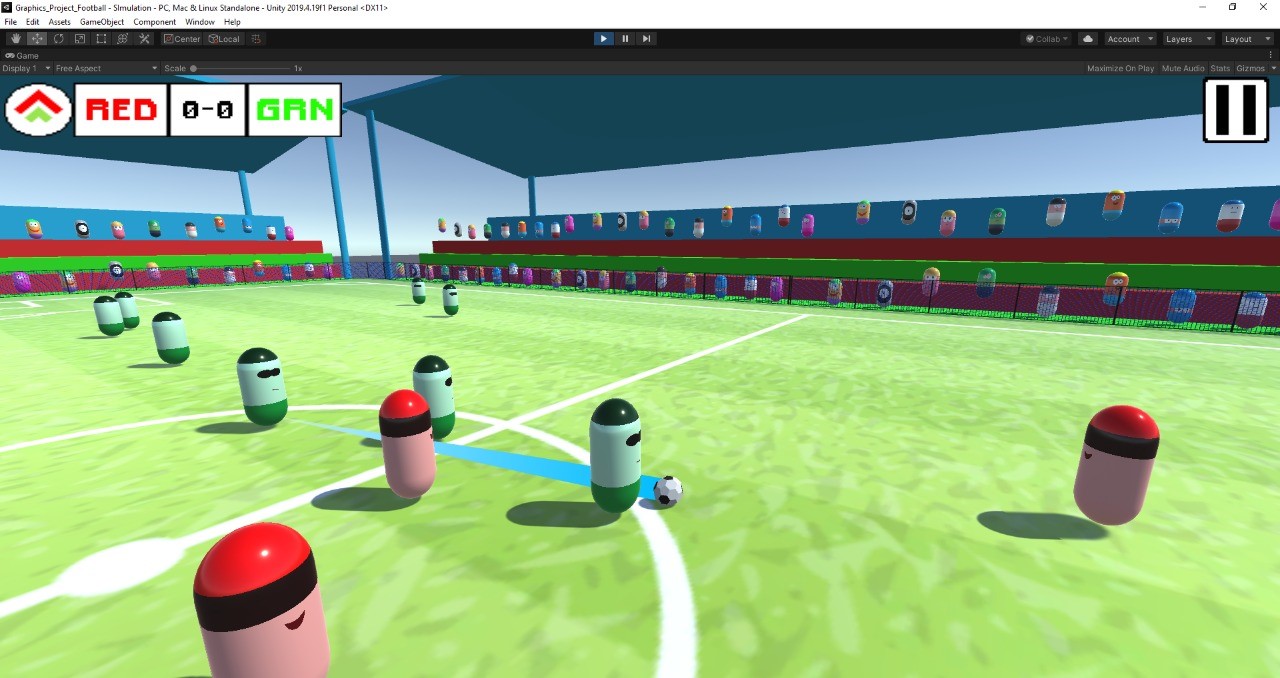 Graphics_Project_Football - SImulation - PC, Mac & Linux Standalone - Unity 2019.4.19f1 Personal <DX11>
File Edit Assets GameObject Component Window Help
Center Local Collab Account Layers Layout
Game
Display 1 Free Aspect Scale 1x Maximize On Play Mute Audio Stats Gizmos
RED 0-0 GRN